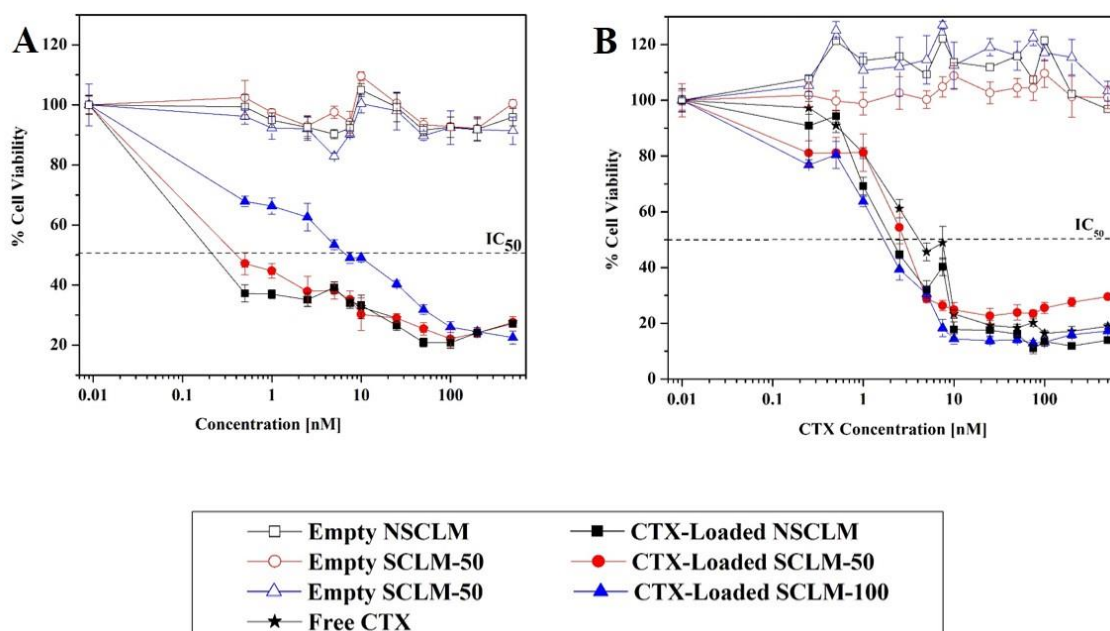 A
% Cell Viability
120
100
80
60
40
20
IC50
0.01
0.1
1
10
100
Concentration [nM]
B
% Cell Viability
120
100
80
60
40
20
0
IC50
0.01
0.1
1
10
100
CTX Concentration [nM]
Empty NSCLM
CTX-Loaded NSCLM
Empty SCLM-50
CTX-Loaded SCLM-50
Empty SCLM-50
CTX-Loaded SCLM-100
Free CTX